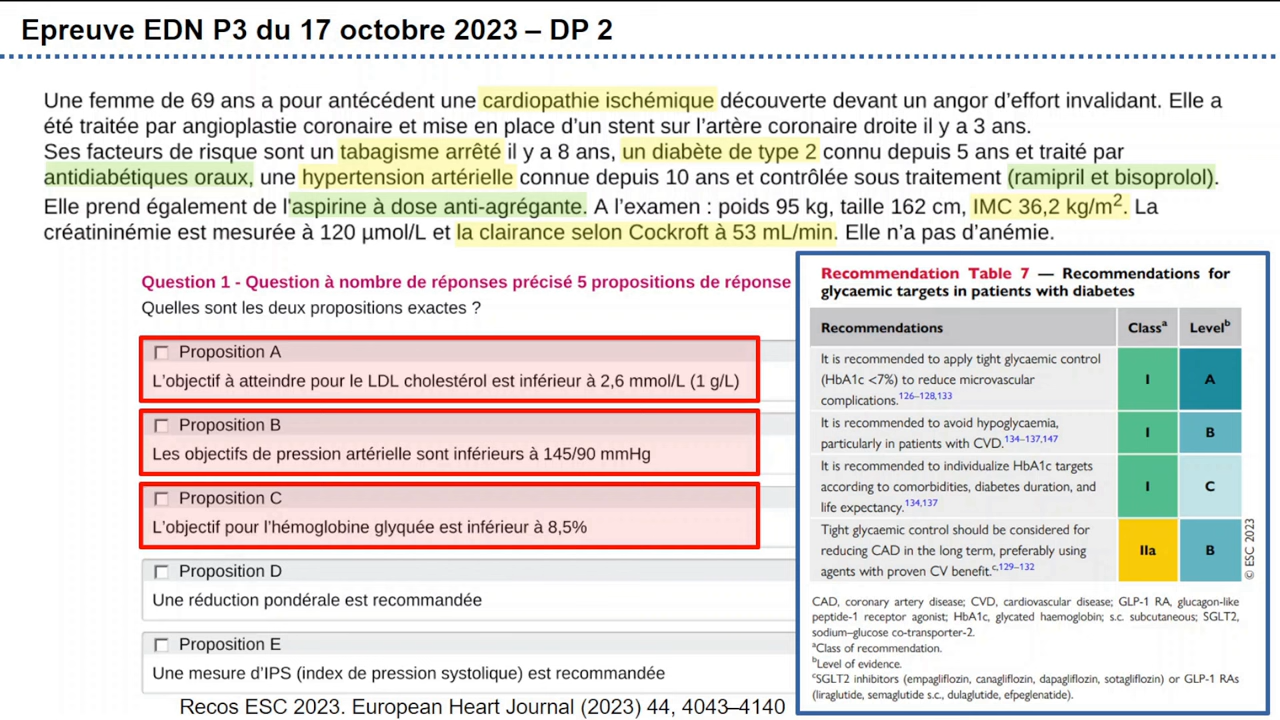 Epreuve EDN P3 du 17 octobre 2023 – DP 2
Une femme de 69 ans a pour antécédent une cardiopathie ischémique découverte devant un angor d'effort invalidant. Elle a
été traitée par angioplastie coronaire et mise en place d'un stent sur l'artère coronaire droite il y a 3 ans.
Ses facteurs de risque sont un tabagisme arrêté il y a 8 ans, un diabète de type 2 connu depuis 5 ans et traité par
antidiabétiques oraux, une hypertension artérielle connue depuis 10 ans et contrôlée sous traitement (ramipril et bisoprolol).
Elle prend également de l'aspirine à dose anti-agrégante. A l'examen : poids 95 kg, taille 162 cm, IMC 36,2 kg/m². La
créatininémie est mesurée à 120 µmol/L et la clairance selon Cockroft à 53 mL/min. Elle n'a pas d'anémie.
Question 1 - Question à nombre de réponses précisé 5 propositions de réponse
Quelles sont les deux propositions exactes ?
Proposition A
L'objectif à atteindre pour le LDL cholestérol est inférieur à 2,6 mmol/L (1 g/L)
Proposition B
Les objectifs de pression artérielle sont inférieurs à 145/90 mmHg
Proposition C
L'objectif pour l'hémoglobine glyquée est inférieur à 8,5%
Proposition D
Une réduction pondérale est recommandée
Proposition E
Une mesure d'IPS (index de pression systolique) est recommandée
Recos ESC 2023. European Heart Journal (2023) 44, 4043–4140
Recommendation Table 7 — Recommendations for
glycaemic targets in patients with diabetes
Recommendations Classᵃ Levelᵇ
It is recommended to apply tight glycaemic control
(HbA1c <7%) to reduce microvascular
complications.126–128,133
I A
It is recommended to avoid hypoglycaemia,
particularly in patients with CVD.134–137,147
I B
It is recommended to individualize HbA1c targets
according to comorbidities, diabetes duration, and
life expectancy.134,137
I C
Tight glycaemic control should be considered for
reducing CAD in the long term, preferably using
agents with proven CV benefit.c,129–132
IIa B
© ESC 2023
CAD, coronary artery disease; CVD, cardiovascular disease; GLP-1 RA, glucagon-like
peptide-1 receptor agonist; HbA1c, glycated haemoglobin; s.c. subcutaneous; SGLT2,
sodium–glucose co-transporter-2.
ᵃClass of recommendation.
ᵇLevel of evidence.
ᶜSGLT2 inhibitors (empagliflozin, canagliflozin, dapagliflozin, sotagliflozin) or GLP-1 RAs
(liraglutide, semaglutide s.c., dulaglutide, efpeglenatide).